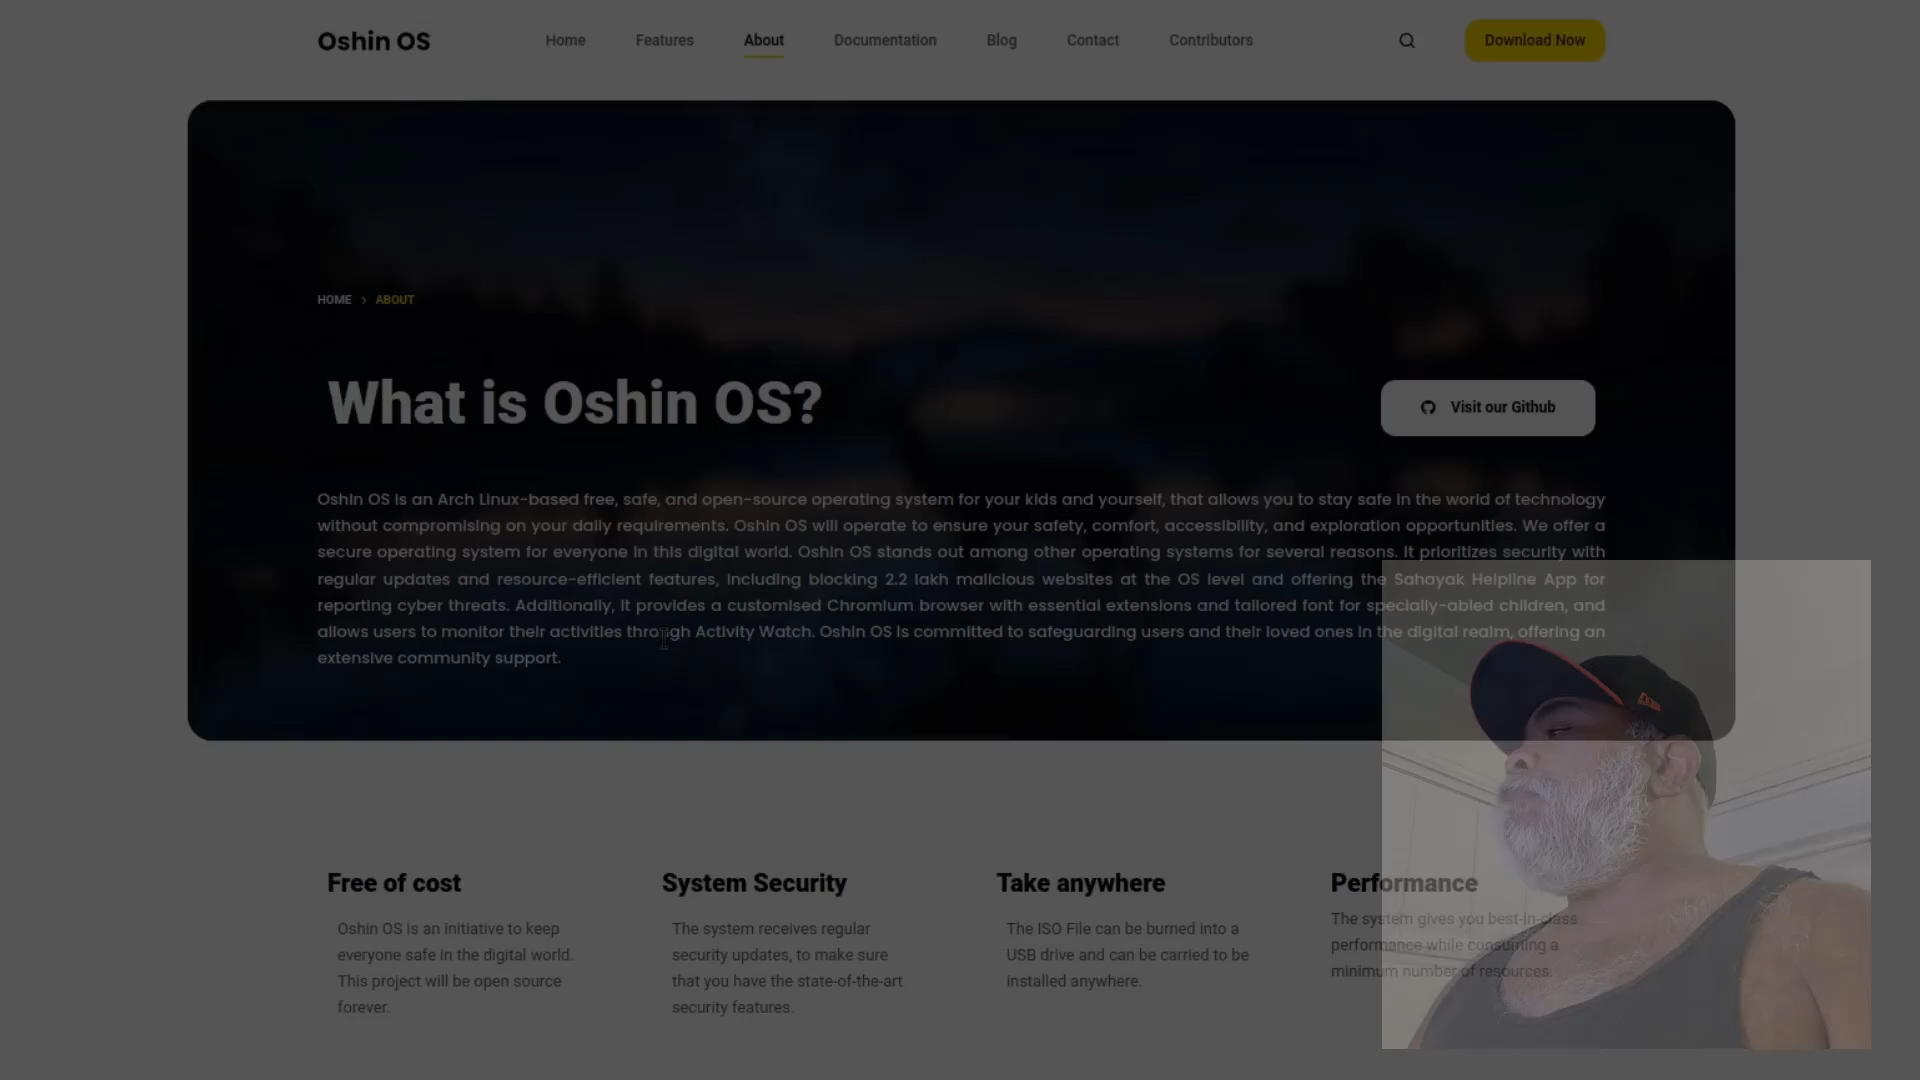 Oshin OS
Home
Features
About
Documentation
Blog
Contact
Contributors
Download Now
HOME > ABOUT
What is Oshin OS?
Visit our Github
Oshin OS is an Arch Linux-based free, safe, and open-source operating system for your kids and yourself, that allows you to stay safe in the world of technology
without compromising on your daily requirements. Oshin OS will operate to ensure your safety, comfort, accessibility, and exploration opportunities. We offer a
secure operating system for everyone in this digital world. Oshin OS stands out among other operating systems for several reasons. It prioritizes security with
regular updates and resource-efficient features, including blocking 2.2 lakh malicious websites at the OS level and offering the Sahayak Helpline App for
reporting cyber threats. Additionally, it provides a customised Chromium browser with essential extensions and tailored font for specially-abled children, and
allows users to monitor their activities through Activity Watch. Oshin OS is committed to safeguarding users and their loved ones in the digital realm, offering an
extensive community support.
Free of cost
Oshin OS is an initiative to keep
everyone safe in the digital world.
This project will be open source
forever.
System Security
The system receives regular
security updates, to make sure
that you have the state-of-the-art
security features.
Take anywhere
The ISO File can be burned into a
USB drive and can be carried to be
installed anywhere.
Performance
The system gives you best-in-class
performance while consuming a
minimum number of resources.